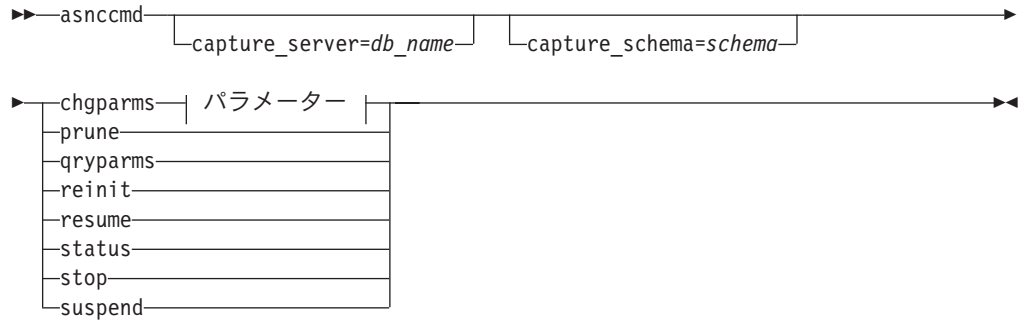 asnccmd
capture_server=db_name capture_schema=schema
chgparms パラメーター
prune
qryparms
reinit
resume
status
stop
suspend